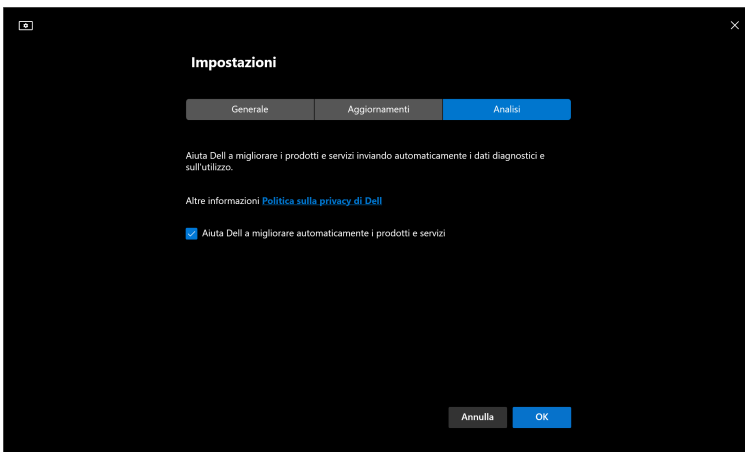 Impostazioni
Generale
Aggiornamenti
Analisi
Aiuta Dell a migliorare i prodotti e servizi inviando automaticamente i dati diagnostici e
sull'utilizzo.
Altre informazioni Politica sulla privacy di Dell
Aiuta Dell a migliorare automaticamente i prodotti e servizi
Annulla
OK